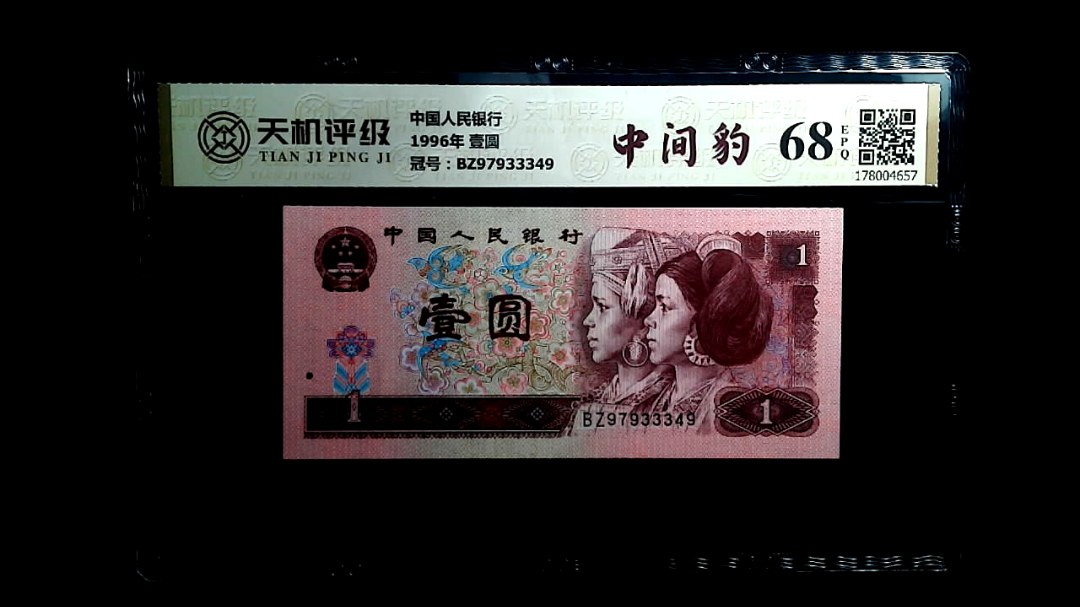 天机评级
TIAN JI PING JI
中国人民银行
1996年 壹圆
冠号：BZ97933349
中间豹
68
EPQ
178004657
中国人民银行
壹圆
1
1
BZ97933349
1